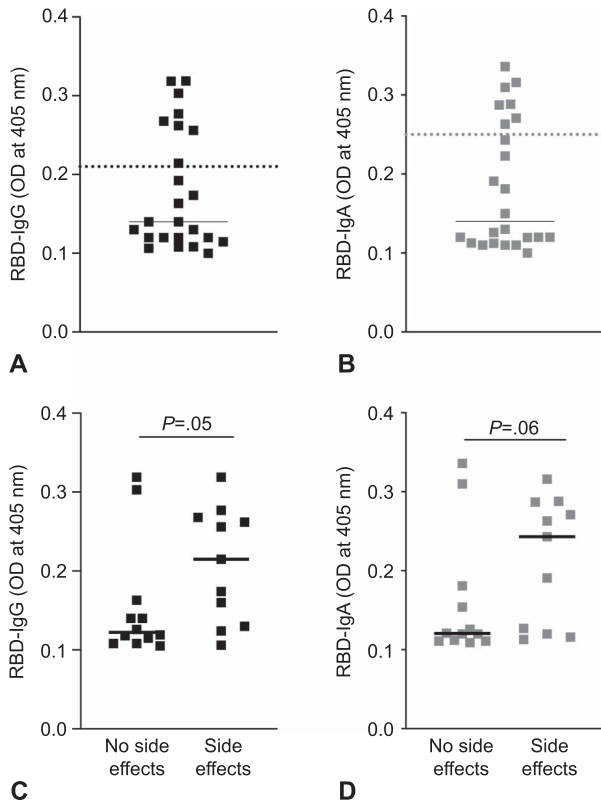 0.4
0.3
0.2
0.1
0.0
RBD-IgG (OD at 405 nm)
A
0.4
0.3
0.2
0.1
0.0
RBD-IgA (OD at 405 nm)
B
0.4
0.3
0.2
0.1
0.0
RBD-IgG (OD at 405 nm)
P=.05
No side
effects
Side
effects
C
0.4
0.3
0.2
0.1
0.0
RBD-IgA (OD at 405 nm)
P=.06
No side
effects
Side
effects
D